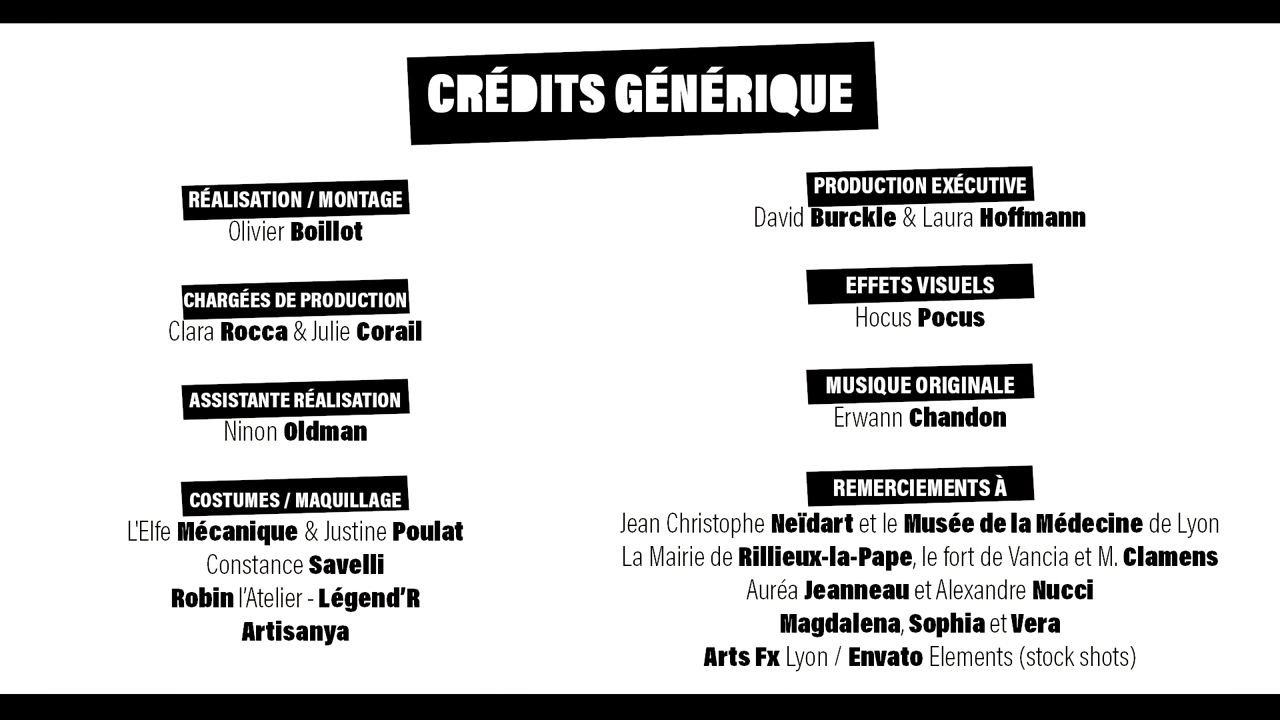 CRÉDITS GÉNÉRIQUE
RÉALISATION / MONTAGE
Olivier Boillot
CHARGÉES DE PRODUCTION
Clara Rocca & Julie Corail
ASSISTANTE RÉALISATION
Ninon Oldman
COSTUMES / MAQUILLAGE
L'Elfe Mécanique & Justine Poulat
Constance Savelli
Robin l'Atelier - Légend'R
Artisanya
PRODUCTION EXÉCUTIVE
David Burckle & Laura Hoffmann
EFFETS VISUELS
Hocus Pocus
MUSIQUE ORIGINALE
Erwann Chandon
REMERCIEMENTS À
Jean Christophe Neïdart et le Musée de la Médecine de Lyon
La Mairie de Rillieux-la-Pape, le fort de Vancia et M. Clamens
Auréa Jeanneau et Alexandre Nucci
Magdalena, Sophia et Vera
Arts Fx Lyon / Envato Elements (stock shots)